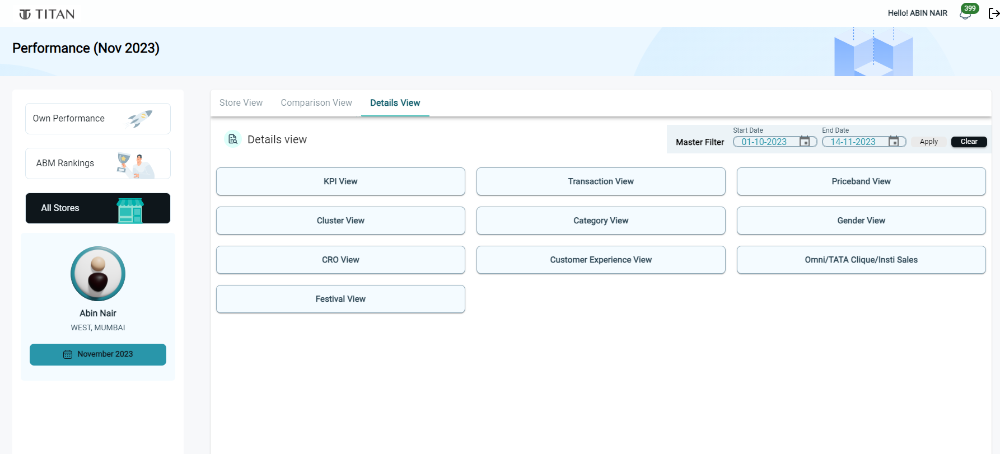 TITAN
Hello! ABIN NAIR
399
Performance (Nov 2023)
Own Performance
ABM Rankings
All Stores
Abin Nair
WEST, MUMBAI
November 2023
Store View
Comparison View
Details View
Details view
Master Filter
Start Date
01-10-2023
End Date
14-11-2023
Apply
Clear
KPI View
Transaction View
Priceband View
Cluster View
Category View
Gender View
CRO View
Customer Experience View
Omni/TATA Clique/Insti Sales
Festival View